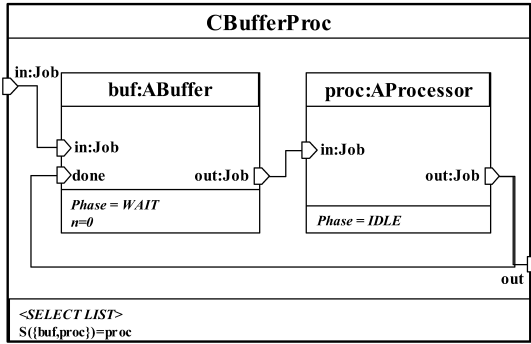 CBufferProc
in:Job
buf:ABuffer
proc:AProcessor
in:Job
in:Job
done
out:Job
out:Job
Phase = WAIT
n=0
Phase = IDLE
out
<SELECT LIST>
S({buf,proc})=proc